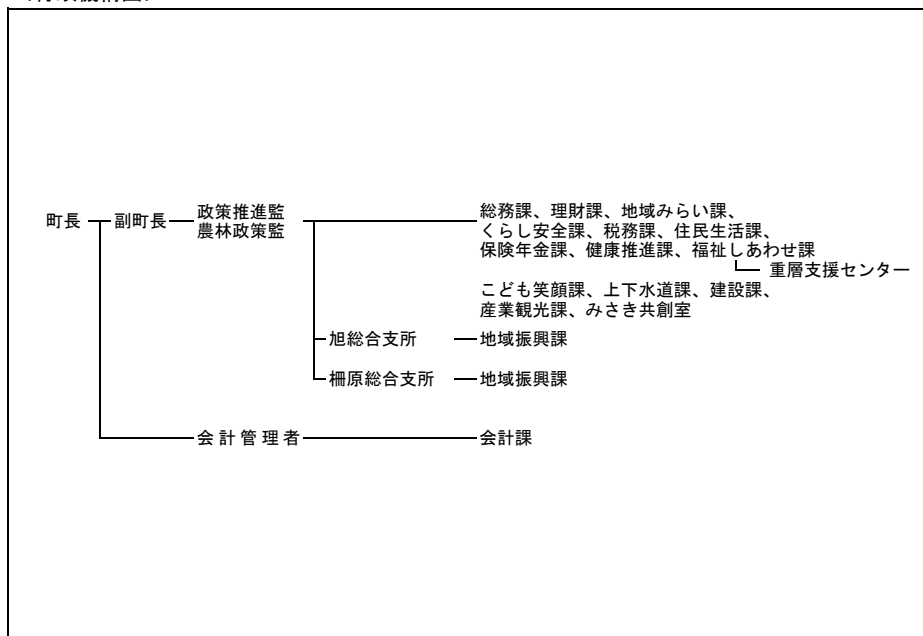 町長
副町長
政策推進監
農林政策監
総務課、理財課、地域みらい課、
くらし安全課、税務課、住民生活課、
保険年金課、健康推進課、福祉しあわせ課
重層支援センター
こども笑顔課、上下水道課、建設課、
産業観光課、みさき共創室
旭総合支所
地域振興課
柵原総合支所
地域振興課
会計管理者
会計課